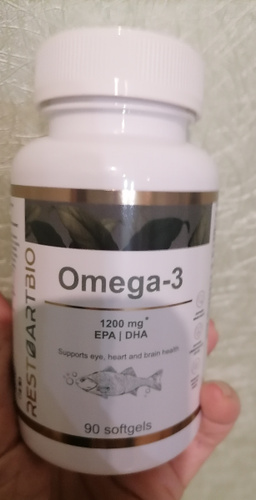 RESTARTBIO
Omega-3
1200 mg*
EPA | DHA
Supports eye, heart and brain health
90 softgels